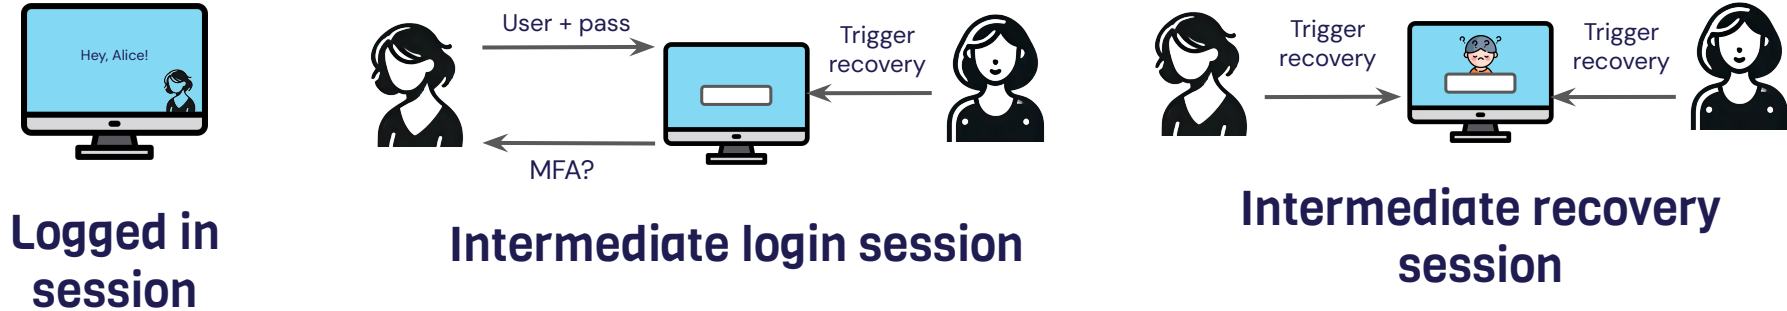 Hey, Alice!
Logged in
session
User + pass
MFA?
Trigger
recovery
Intermediate login session
Trigger
recovery
? ?
Trigger
recovery
Intermediate recovery
session